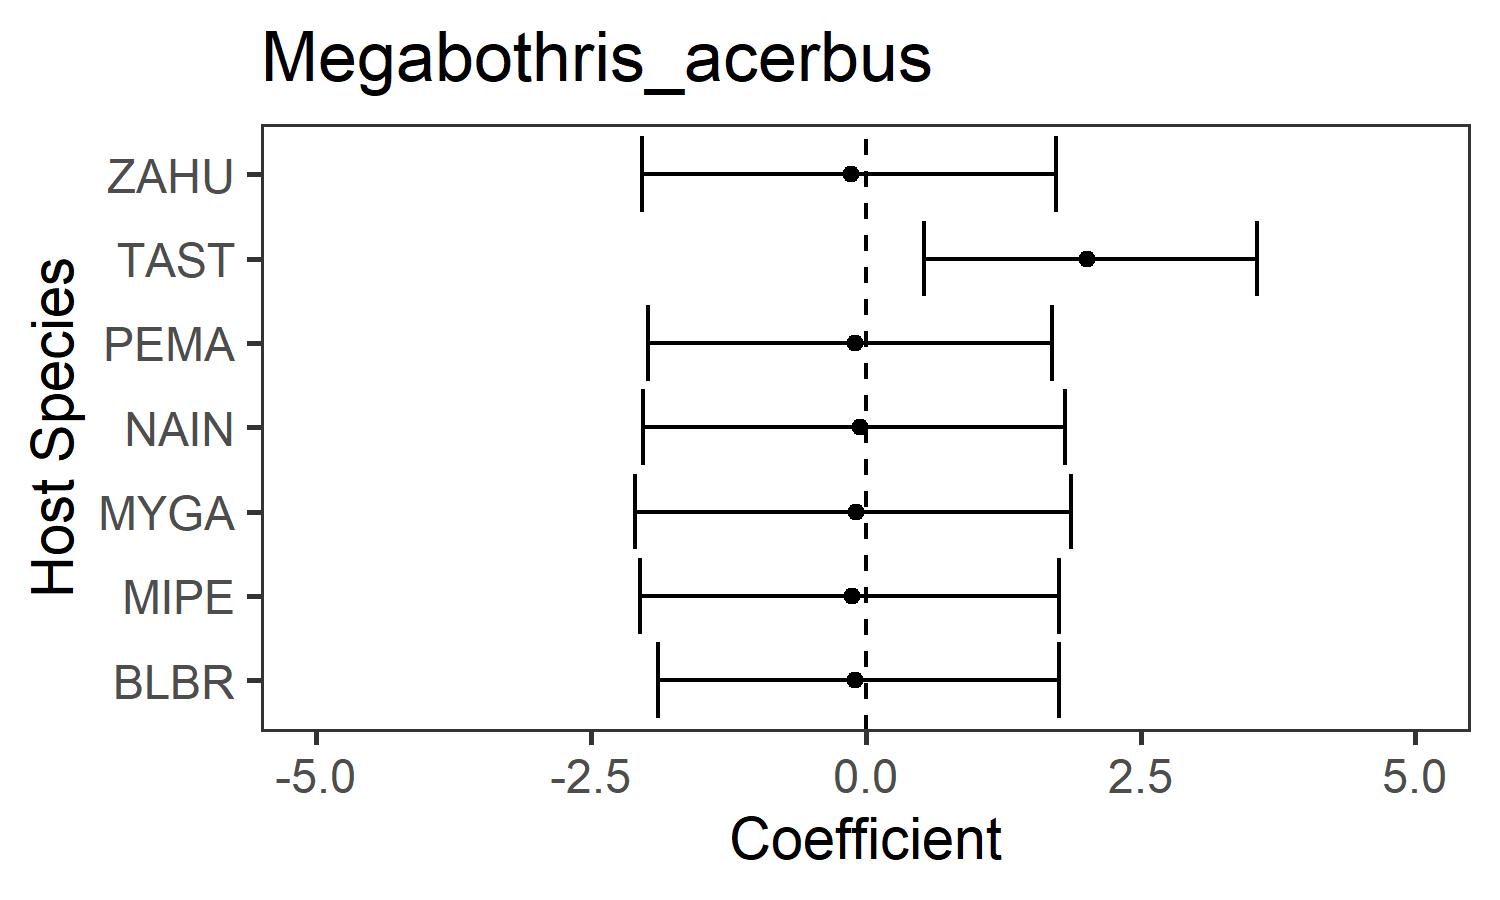 Megabothris_acerbus
Host Species
ZAHU
TAST
PEMA
NAIN
MYGA
MIPE
BLBR
-5.0 -2.5 0.0 2.5 5.0
Coefficient